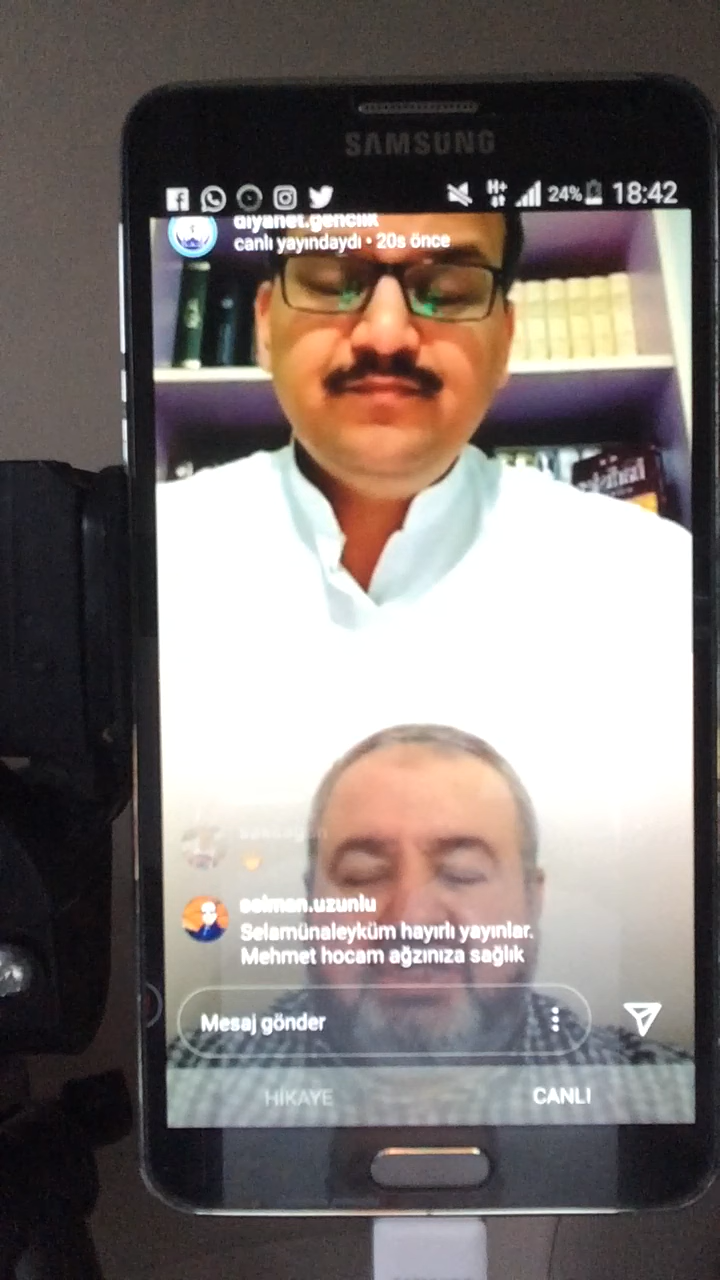 SAMSUNG
24% 18:42
diyanet.genclik
canlı yayındaydı • 20s önce
selman.uzunlu
Selamünaleyküm hayırlı yayınlar.
Mehmet hocam ağzınıza sağlık
Mesaj gönder
HİKAYE
CANLI